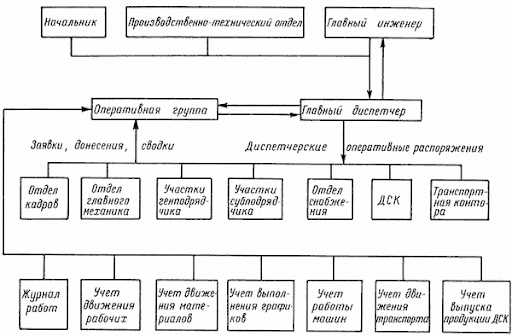 Начальник
Производственно-технический отдел
Главный инженер
Оперативная группа
Главный диспетчер
Заявки, донесения, сводки
Диспетчерские оперативные распоряжения
Отдел
кадров
Отдел
главного
механика
Участки
генподряд-
чика
Участки
субподряд-
чика
Отдел
снабже-
ния
ДСК
Транспорт-
ная конто-
ра
Журнал
работ
Учет
движения
рабочих
Учет движе-
ния мате-
риалов
Учет выпол-
нения графи-
ков
Учет
работы
машин
Учет дви-
жения
транспорта
Учет
выпуска
продукции ДСК